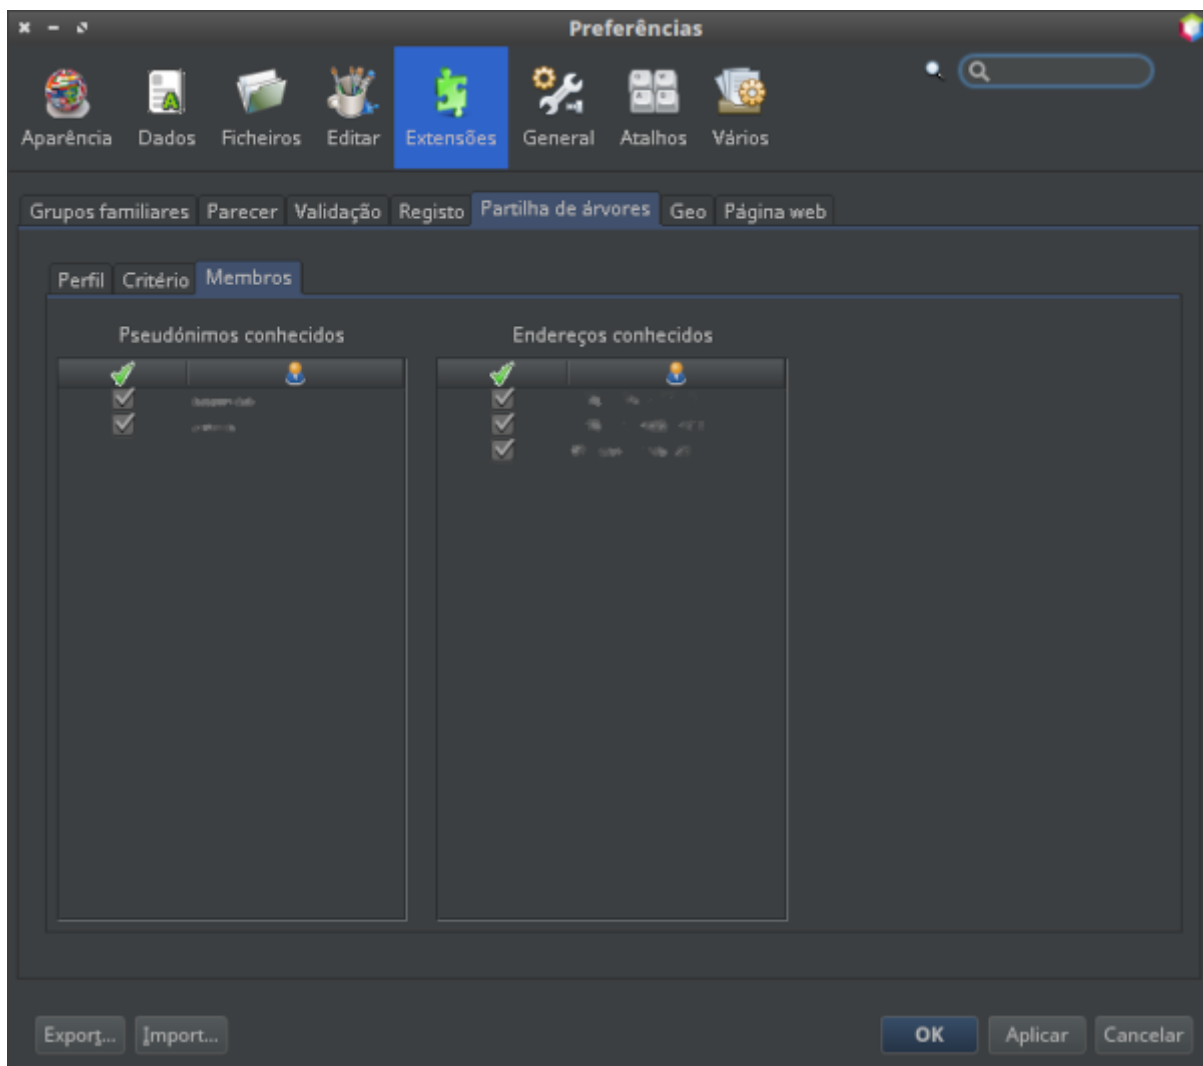 Preferências
Aparência Dados Ficheiros Editar Extensões General Atalhos Vários
Grupos familiares Parecer Validação Registo Partilha de árvores Geo Página web
Perfil Critério Membros
Pseudónimos conhecidos Endereços conhecidos
Export... Import... OK Aplicar Cancelar